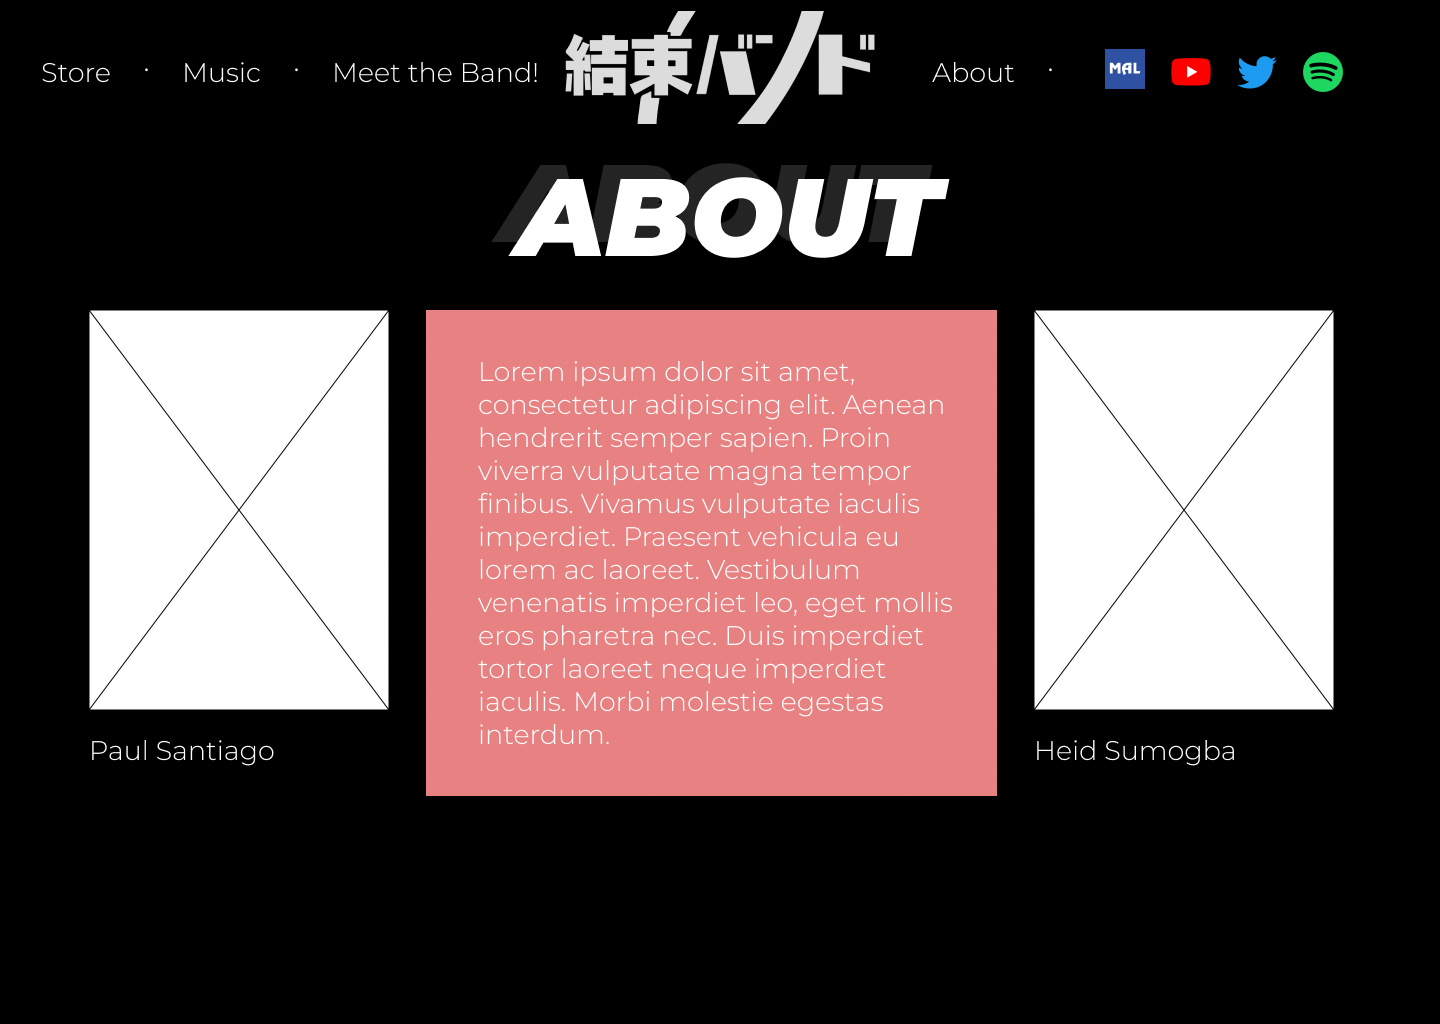 Store · Music · Meet the Band!
結束バンド
About ·
MAL
ABOUT
Lorem ipsum dolor sit amet,
consectetur adipiscing elit. Aenean
hendrerit semper sapien. Proin
viverra vulputate magna tempor
finibus. Vivamus vulputate iaculis
imperdiet. Praesent vehicula eu
lorem ac laoreet. Vestibulum
venenatis imperdiet leo, eget mollis
eros pharetra nec. Duis imperdiet
tortor laoreet neque imperdiet
iaculis. Morbi molestie egestas
interdum.
Paul Santiago
Heid Sumogba